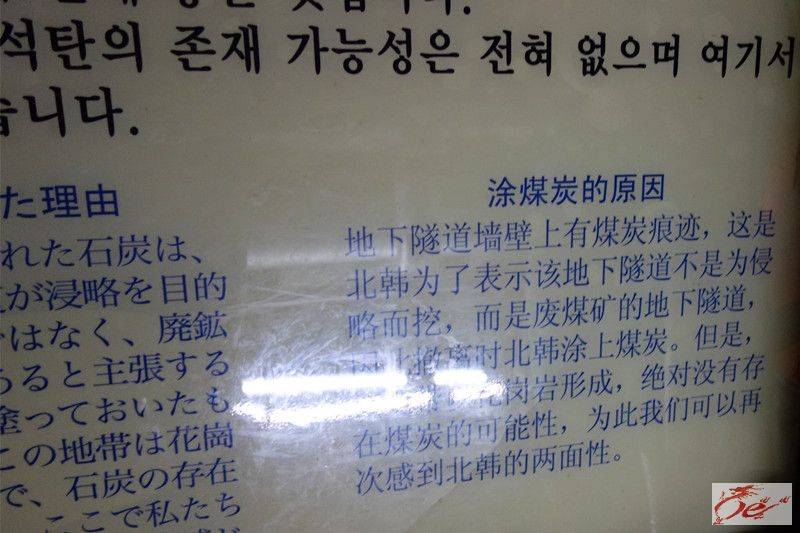 석탄의 존재 가능성은 전혀 없으며 여기서
습니다.
た理由
れた石炭は、
が浸略を目的
ではなく、廃鉱
あると主張する
塗っておいたも
この地帯は花崗
で、石炭の存在
ここで私たち
涂煤炭的原因
地下隧道墙壁上有煤炭痕迹，这是
北韩为了表示该地下隧道不是为侵
略而挖，而是废煤矿的地下隧道，
时北韩涂上煤炭。但是，
岗岩形成，绝对没有存
在煤炭的可能性，为此我们可以再
次感到北韩的两面性。